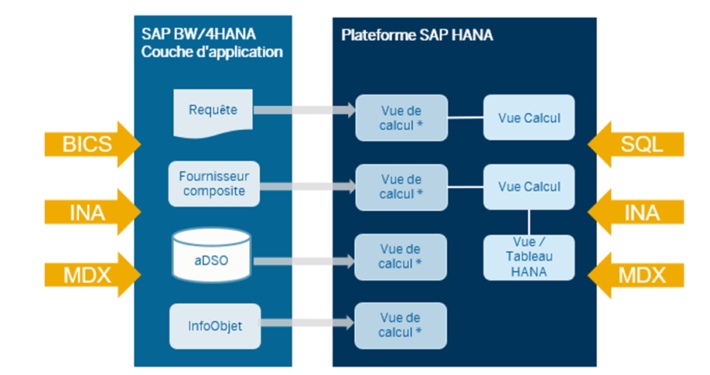 SAP BW/4HANA
Couche d'application
Plateforme SAP HANA
Requête
Vue de
calcul *
Vue Calcul
BICS
SQL
Fournisseur
composite
Vue de
calcul *
Vue Calcul
INA
INA
aDSO
Vue de
calcul *
Vue /
Tableau
HANA
MDX
MDX
InfoObjet
Vue de
calcul *